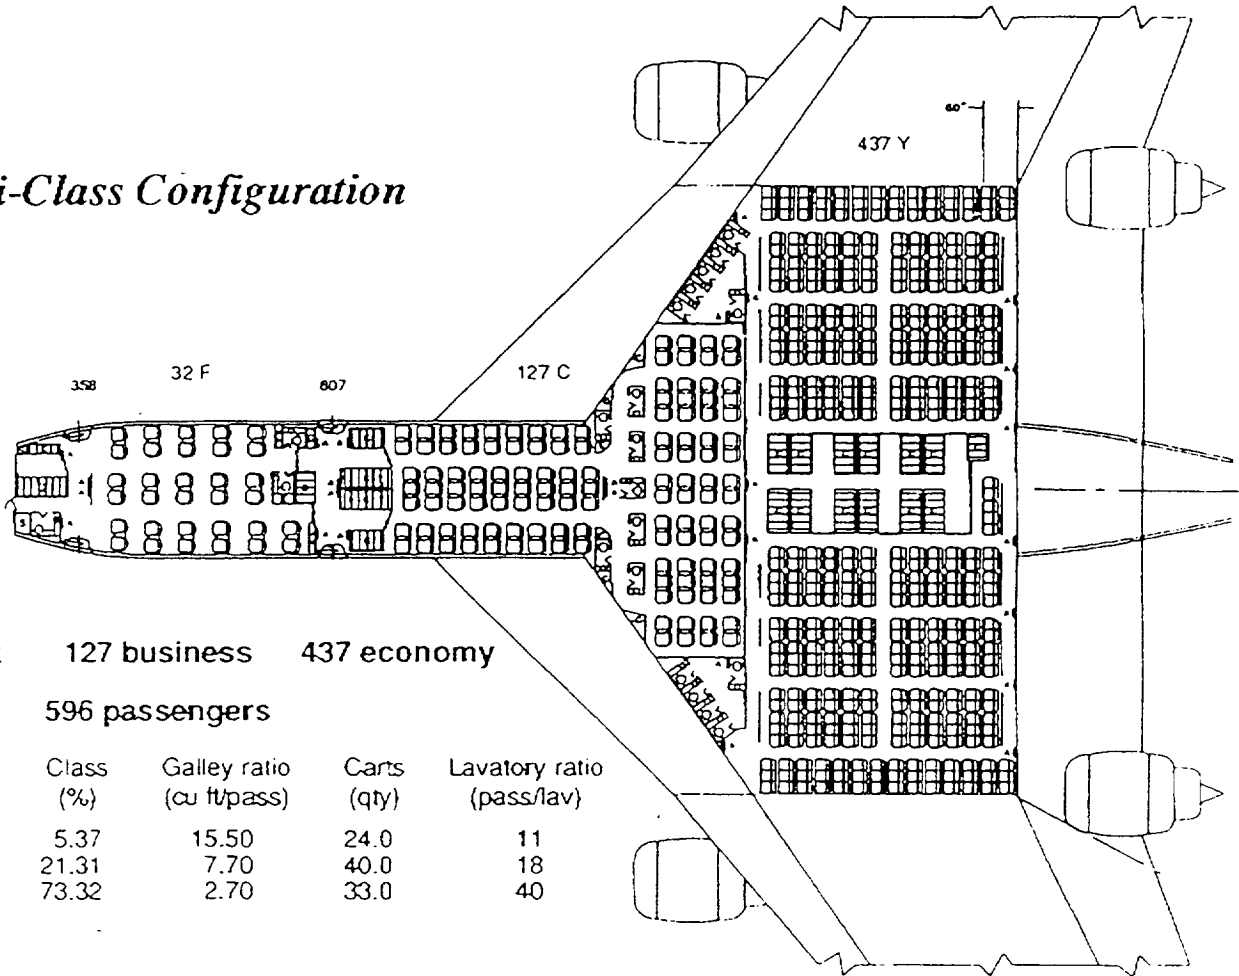 60"
437 Y
i-Class Configuration
32 F
127 C
358
807
127 business 437 economy
596 passengers
Class Galley ratio Carts Lavatory ratio
(%) (cu ft/pass) (qty) (pass/lav)
5.37 15.50 24.0 11
21.31 7.70 40.0 18
73.32 2.70 33.0 40